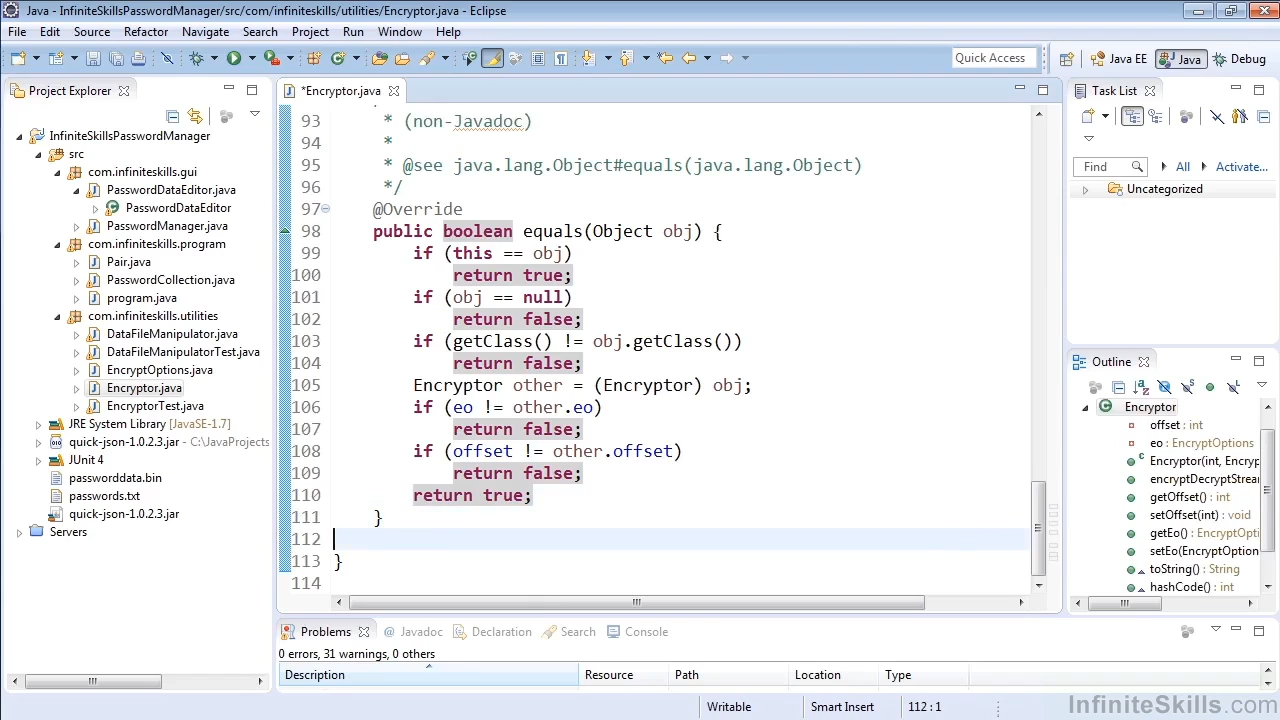 Java - InfiniteSkillsPasswordManager/src/com/infiniteskills/utilities/Encryptor.java - Eclipse
File Edit Source Refactor Navigate Search Project Run Window Help
Quick Access
Java EE
Java
Debug
Project Explorer
InfiniteSkillsPasswordManager
src
com.infiniteskills.gui
PasswordDataEditor.java
PasswordDataEditor
PasswordManager.java
com.infiniteskills.program
Pair.java
PasswordCollection.java
program.java
com.infiniteskills.utilities
DataFileManipulator.java
DataFileManipulatorTest.java
EncryptOptions.java
Encryptor.java
EncryptorTest.java
JRE System Library [JavaSE-1.7]
quick-json-1.0.2.3.jar - C:\JavaProjects
JUnit 4
passworddata.bin
passwords.txt
quick-json-1.0.2.3.jar
Servers
*Encryptor.java
93 * (non-Javadoc)
94 *
95 * @see java.lang.Object#equals(java.lang.Object)
96 */
97 @Override
98 public boolean equals(Object obj) {
99 if (this == obj)
100 return true;
101 if (obj == null)
102 return false;
103 if (getClass() != obj.getClass())
104 return false;
105 Encryptor other = (Encryptor) obj;
106 if (eo != other.eo)
107 return false;
108 if (offset != other.offset)
109 return false;
110 return true;
111 }
112
113 }
114
Task List
Find
All
Activate...
Uncategorized
Outline
Encryptor
offset : int
eo : EncryptOptions
Encryptor(int, Encryp
encryptDecryptStrea
getOffset() : int
setOffset(int) : void
getEo() : EncryptOpti
setEo(EncryptOption
toString() : String
hashCode() : int
Problems
@ Javadoc
Declaration
Search
Console
0 errors, 31 warnings, 0 others
Description Resource Path Location Type
Writable Smart Insert 112 : 1
InfiniteSkills.com